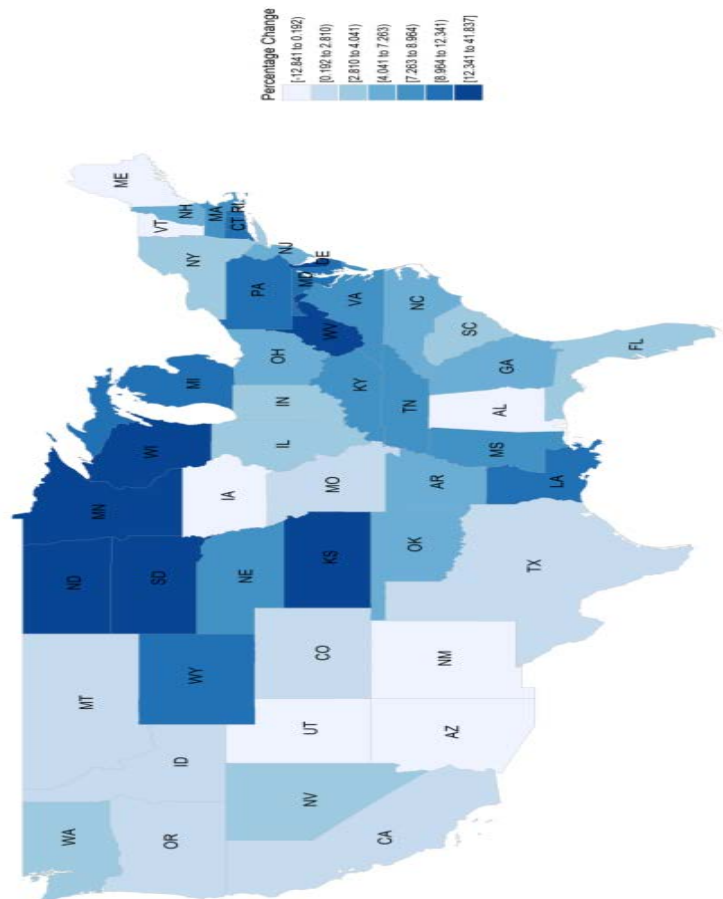 Percentage Change
[-12.841 to 0.192)
[0.192 to 2.810)
[2.810 to 4.041)
[4.041 to 7.263)
[7.263 to 8.964)
[8.964 to 12.341)
[12.341 to 41.837]
WA
MT
ND
MN
ME
OR
ID
SD
WI
MI
VT
NH
WY
NY
MA
CT
RI
NE
IA
PA
NJ
NV
UT
CO
KS
MO
IL
IN
OH
WV
MD
DE
CA
KY
VA
AZ
NM
OK
AR
TN
NC
TX
LA
MS
AL
GA
SC
FL